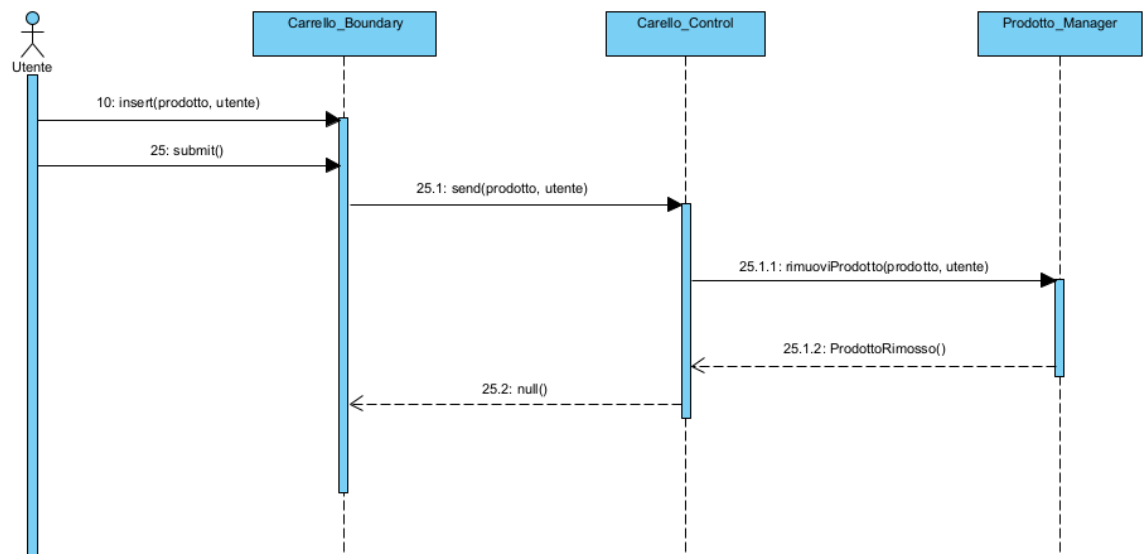 Carrello_Boundary
Carello_Control
Prodotto_Manager
Utente
10: insert(prodotto, utente)
25: submit()
25.1: send(prodotto, utente)
25.1.1: rimuoviProdotto(prodotto, utente)
25.1.2: ProdottoRimosso()
25.2: null()